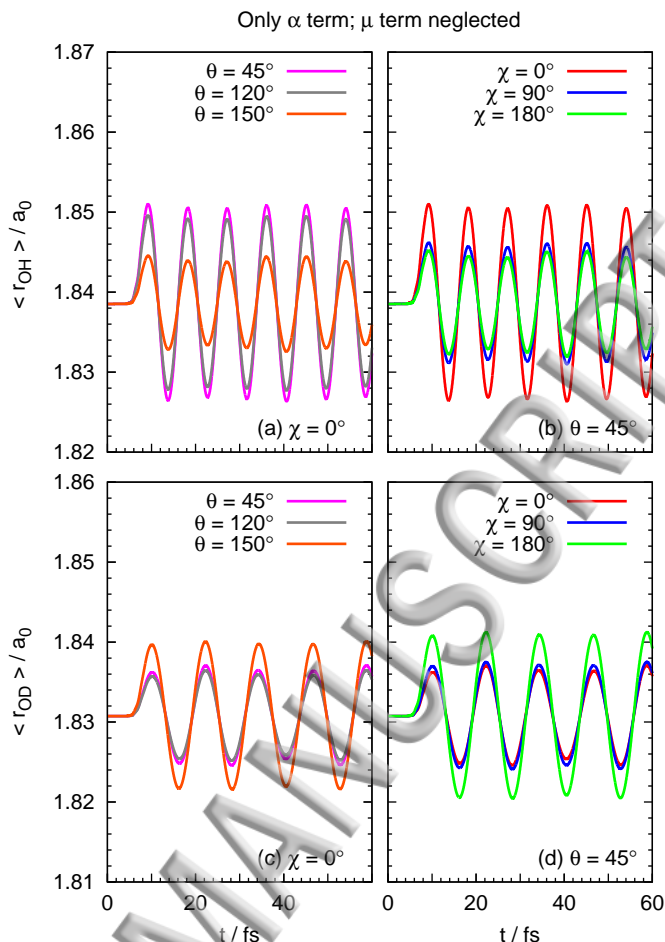 Only α term; μ term neglected
1.87
1.86
1.85
1.84
1.83
1.82
< r_OH > / a_0
θ = 45°
θ = 120°
θ = 150°
(a) χ = 0°
χ = 0°
χ = 90°
χ = 180°
(b) θ = 45°
1.86
1.85
1.84
1.83
1.82
1.81
< r_OD > / a_0
θ = 45°
θ = 120°
θ = 150°
(c) χ = 0°
χ = 0°
χ = 90°
χ = 180°
(d) θ = 45°
0 20 40 0 20 40 60
t / fs t / fs
MANUSCRIPT